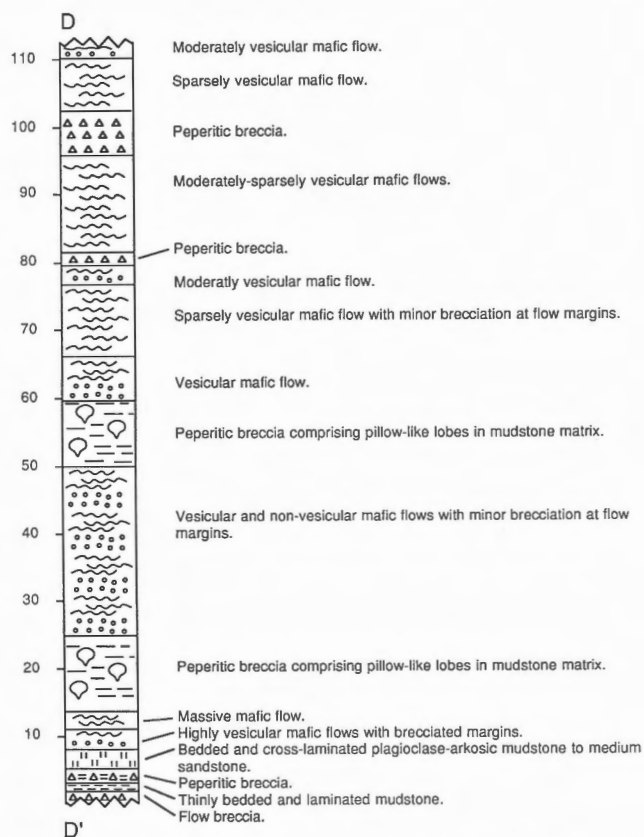 D
110
Moderately vesicular mafic flow.
Sparsely vesicular mafic flow.
100
Peperitic breccia.
90
Moderately-sparsely vesicular mafic flows.
80
Peperitic breccia.
Moderatly vesicular mafic flow.
70
Sparsely vesicular mafic flow with minor brecciation at flow margins.
60
Vesicular mafic flow.
Peperitic breccia comprising pillow-like lobes in mudstone matrix.
50
40
Vesicular and non-vesicular mafic flows with minor brecciation at flow
margins.
30
20
Peperitic breccia comprising pillow-like lobes in mudstone matrix.
10
Massive mafic flow.
Highly vesicular mafic flows with brecciated margins.
Bedded and cross-laminated plagioclase-arkosic mudstone to medium
sandstone.
Peperitic breccia.
Thinly bedded and laminated mudstone.
Flow breccia.
D'